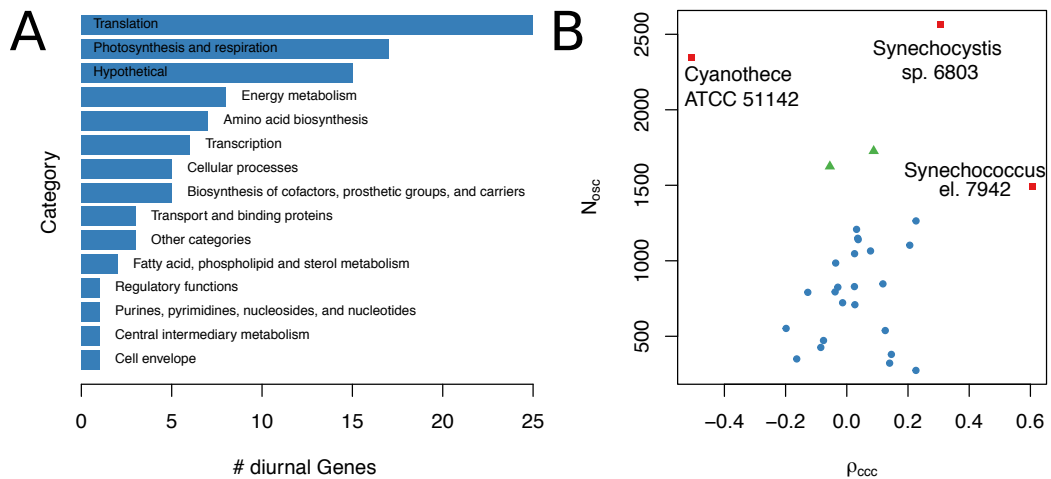 A
Category
Translation
Photosynthesis and respiration
Hypothetical
Energy metabolism
Amino acid biosynthesis
Transcription
Cellular processes
Biosynthesis of cofactors, prosthetic groups, and carriers
Transport and binding proteins
Other categories
Fatty acid, phospholipid and sterol metabolism
Regulatory functions
Purines, pyrimidines, nucleosides, and nucleotides
Central intermediary metabolism
Cell envelope
0 5 10 15 20 25
# diurnal Genes
B
Nosc
2500
2000
1500
1000
500
Cyanothece
ATCC 51142
Synechocystis
sp. 6803
Synechococcus
el. 7942
−0.4 −0.2 0.0 0.2 0.4 0.6
ρccc